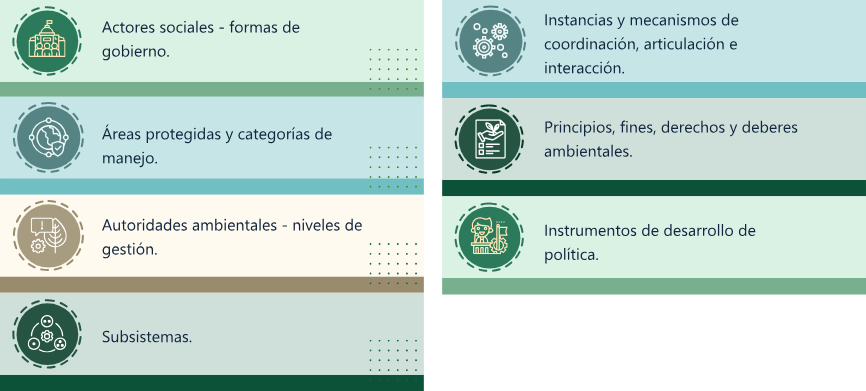 Actores sociales - formas de
gobierno.
Áreas protegidas y categorías de
manejo.
Autoridades ambientales - niveles de
gestión.
Subsistemas.
Instancias y mecanismos de
coordinación, articulación e
interacción.
Principios, fines, derechos y deberes
ambientales.
Instrumentos de desarrollo de
política.